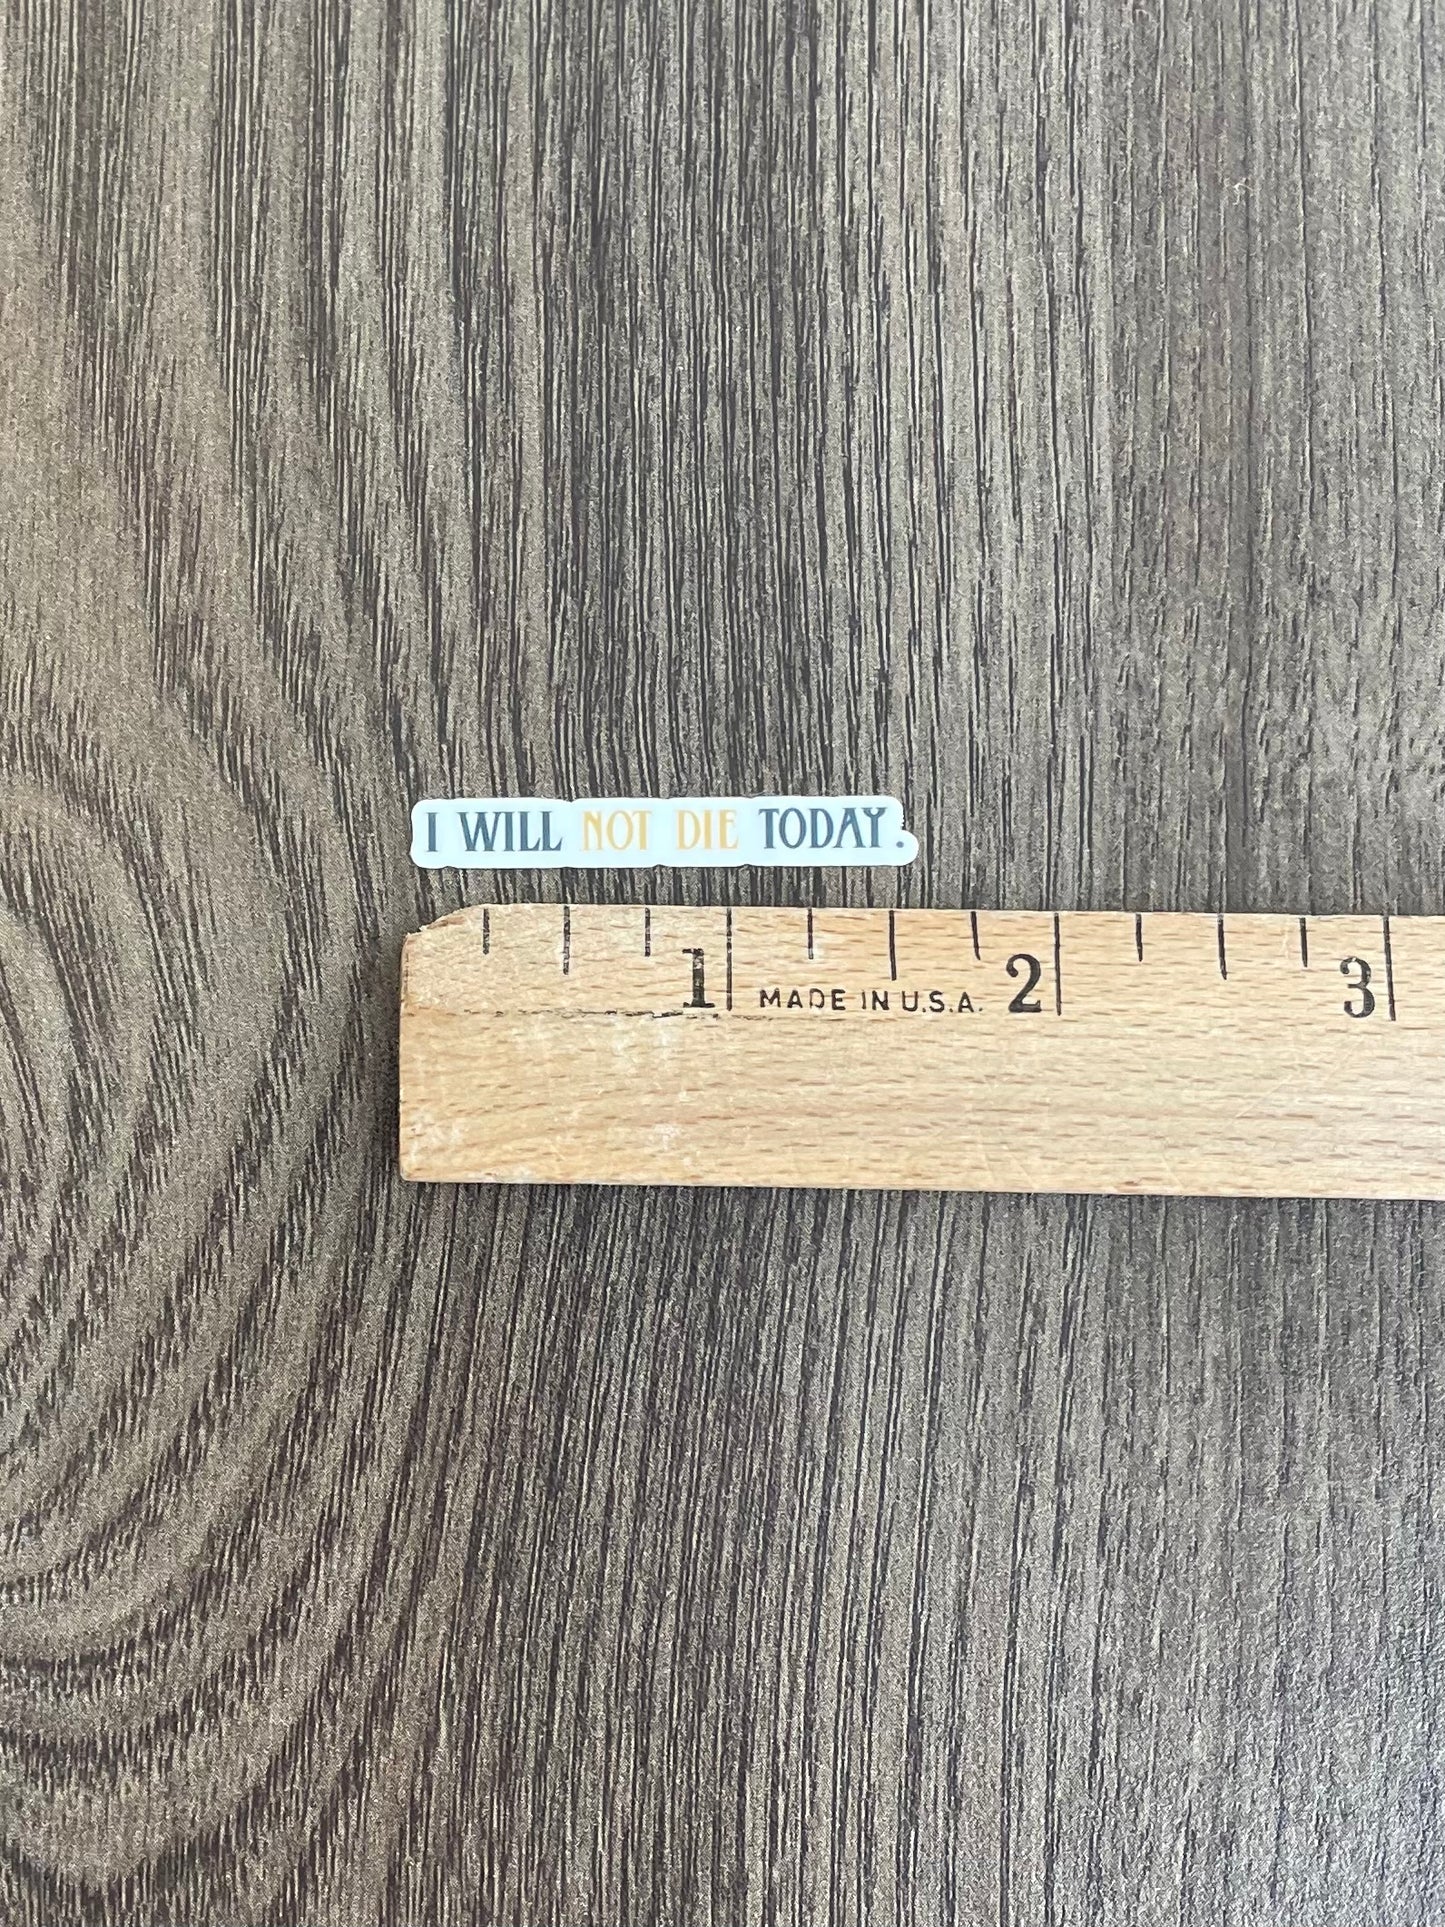 I WILL NOT DIE TODAY.
1 2 3
MADE IN U.S.A.